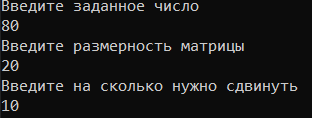 Введите заданное число
80
Введите размерность матрицы
20
Введите на сколько нужно сдвинуть
10